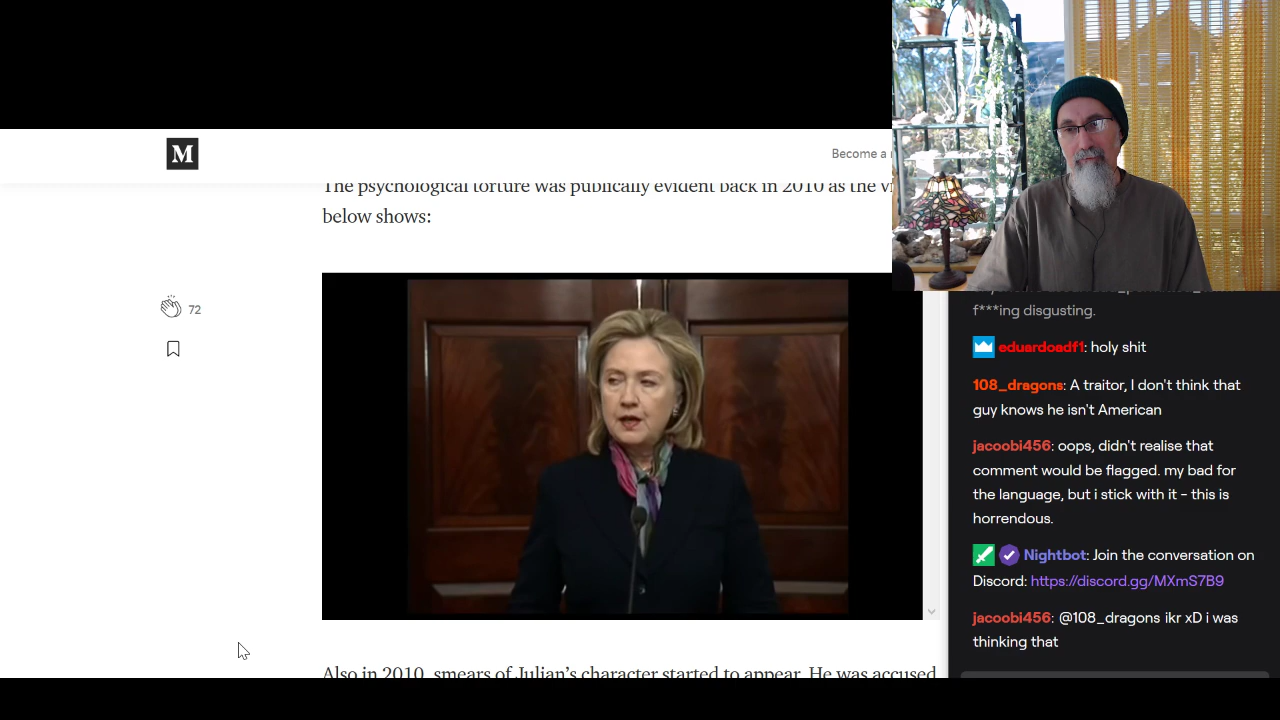 M
Become a
The psychological torture was publically evident back in 2010 as the
below shows:
72
f***ing disgusting.
eduardoadf1: holy shit
108_dragons: A traitor, I don't think that
guy knows he isn't American
jacoobi456: oops, didn't realise that
comment would be flagged. my bad for
the language, but i stick with it - this is
horrendous.
Nightbot: Join the conversation on
Discord: https://discord.gg/MXmS7B9
jacoobi456: @108_dragons ikr xD i was
thinking that
Also in 2010, smears of Julian's character started to appear. He was accused